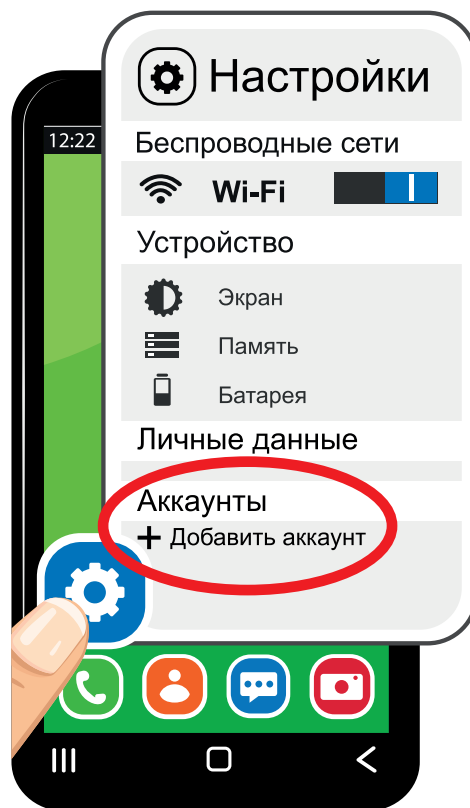 Настройки
12:22
Беспроводные сети
Wi-Fi
Устройство
Экран
Память
Батарея
Личные данные
Аккаунты
+ Добавить аккаунт